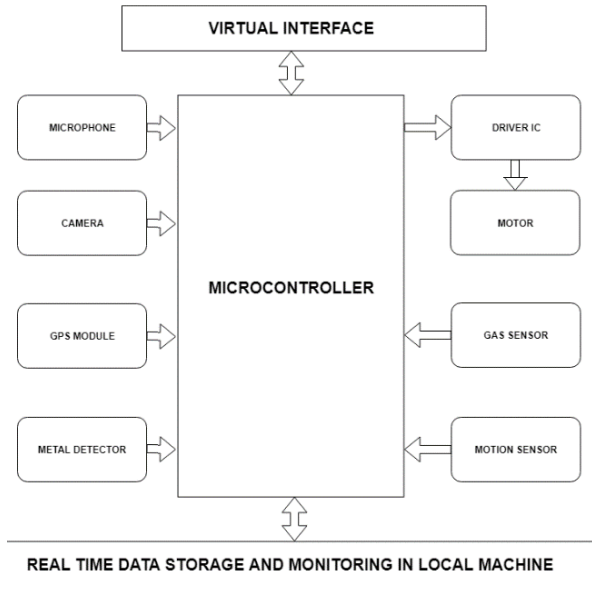 VIRTUAL INTERFACE
MICROPHONE
DRIVER IC
CAMERA
MOTOR
MICROCONTROLLER
GPS MODULE
GAS SENSOR
METAL DETECTOR
MOTION SENSOR
REAL TIME DATA STORAGE AND MONITORING IN LOCAL MACHINE